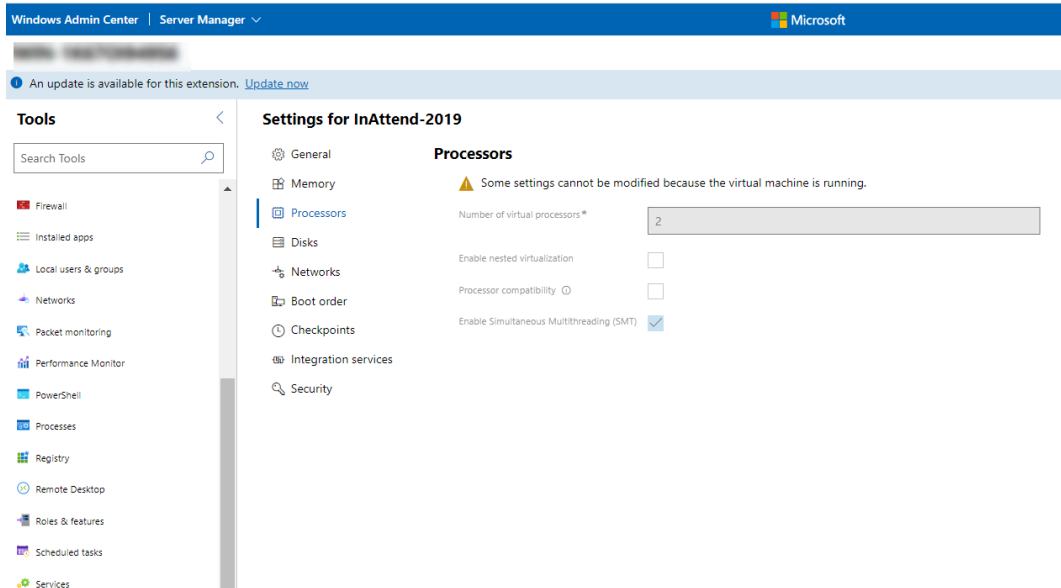 Windows Admin Center | Server Manager
Microsoft
An update is available for this extension. Update now
Tools
Search Tools
Firewall
Installed apps
Local users & groups
Networks
Packet monitoring
Performance Monitor
PowerShell
Processes
Registry
Remote Desktop
Roles & features
Scheduled tasks
Services
Settings for InAttend-2019
General
Memory
Processors
Disks
Networks
Boot order
Checkpoints
Integration services
Security
Processors
Some settings cannot be modified because the virtual machine is running.
Number of virtual processors *
2
Enable nested virtualization
Processor compatibility
Enable Simultaneous Multithreading (SMT)